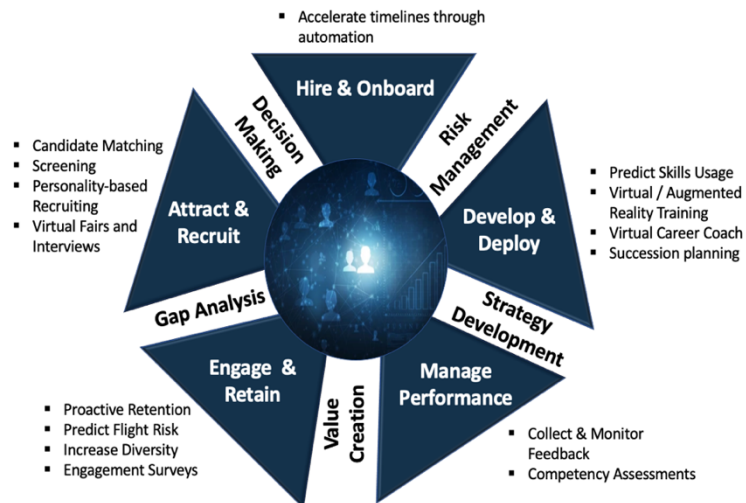 ▪ Accelerate timelines through
automation
Hire & Onboard
Decision
Making
Risk
Management
▪ Candidate Matching
▪ Screening
▪ Personality-based
Recruiting
▪ Virtual Fairs and
Interviews
Attract &
Recruit
Develop &
Deploy
▪ Predict Skills Usage
▪ Virtual / Augmented
Reality Training
▪ Virtual Career Coach
▪ Succession planning
Gap Analysis
Strategy
Development
Engage &
Retain
Value
Creation
Manage
Performance
▪ Proactive Retention
▪ Predict Flight Risk
▪ Increase Diversity
▪ Engagement Surveys
▪ Collect & Monitor
Feedback
▪ Competency Assessments